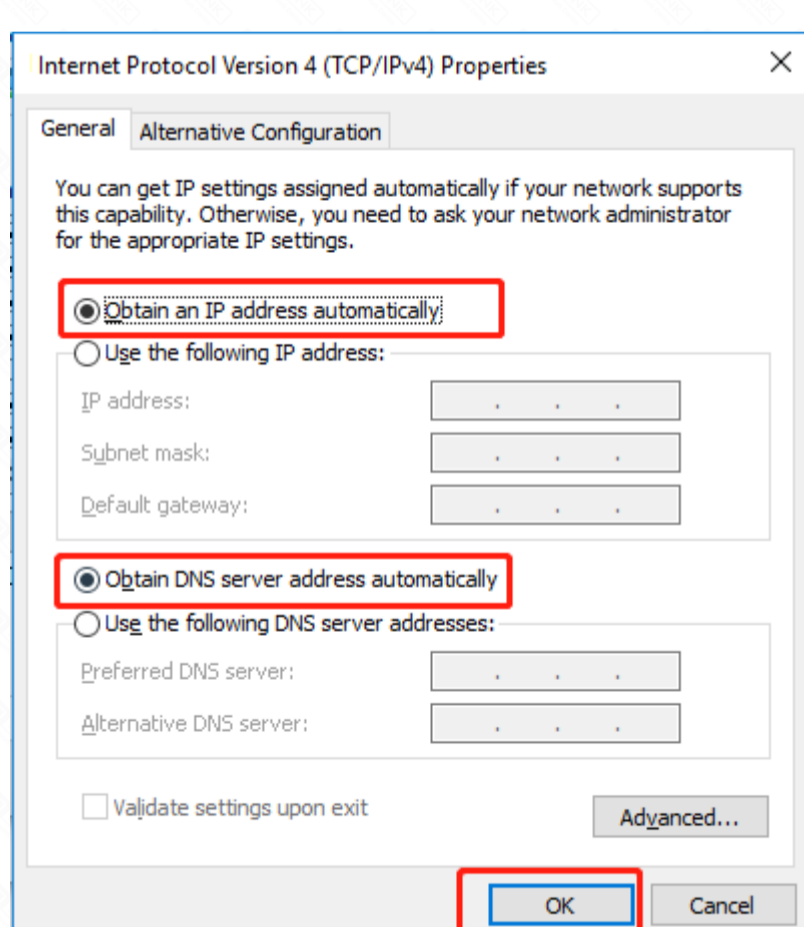 Internet Protocol Version 4 (TCP/IPv4) Properties
General
Alternative Configuration
You can get IP settings assigned automatically if your network supports
this capability. Otherwise, you need to ask your network administrator
for the appropriate IP settings.
Obtain an IP address automatically
Use the following IP address:
IP address:
. . .
Subnet mask:
. . .
Default gateway:
. . .
Obtain DNS server address automatically
Use the following DNS server addresses:
Preferred DNS server:
. . .
Alternative DNS server:
. . .
Validate settings upon exit
Advanced...
OK
Cancel